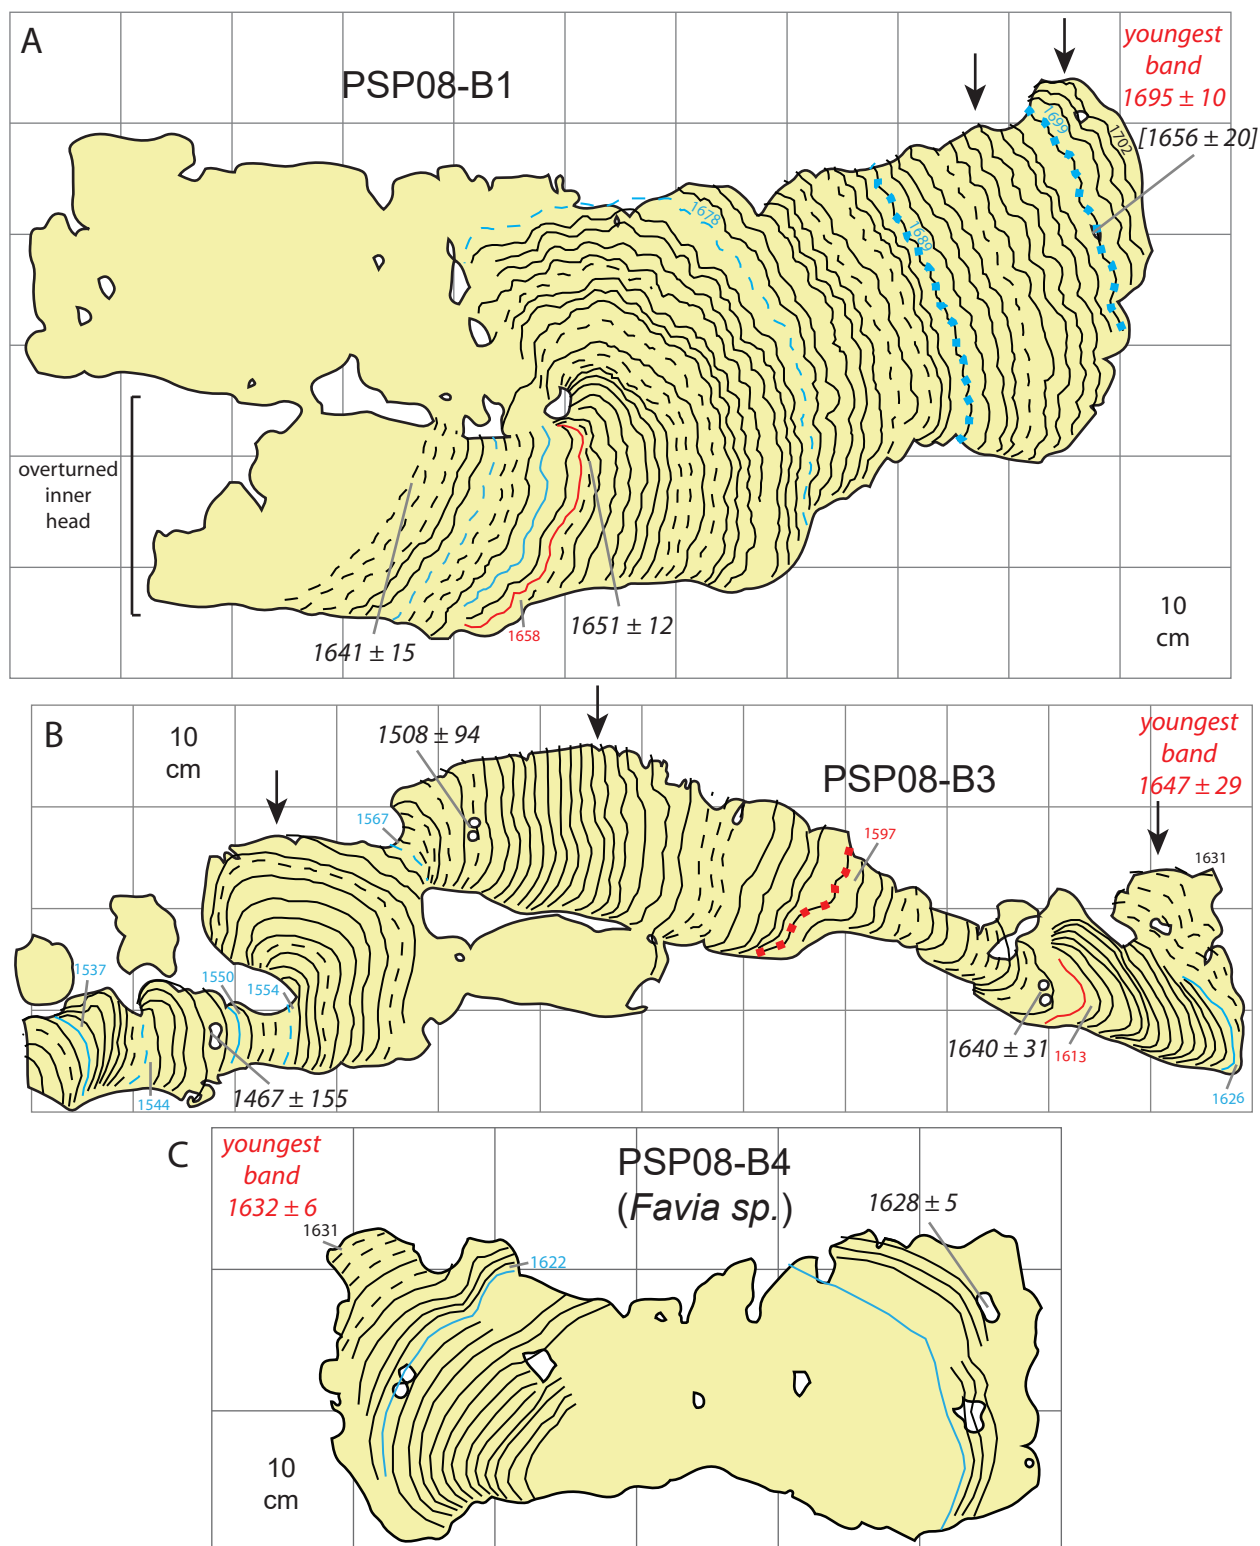 A
PSP08-B1
youngest
band
1695 ± 10
[1656 ± 20]
1699
1702
1678
1689
overturned
inner
head
1641 ± 15
1658
1651 ± 12
10
cm
B
10
cm
1508 ± 94
PSP08-B3
youngest
band
1647 ± 29
1567
1597
1631
1537
1550
1554
1544
1467 ± 155
1640 ± 31
1613
1626
C
youngest
band
1632 ± 6
PSP08-B4
(Favia sp.)
1628 ± 5
1631
1622
10
cm